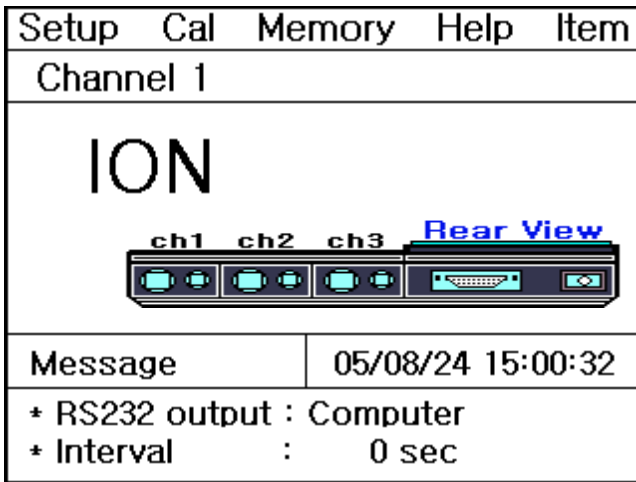 Setup Cal Memory Help Item
Channel 1
ION
ch1 ch2 ch3 Rear View
Message 05/08/24 15:00:32
* RS232 output : Computer
* Interval : 0 sec